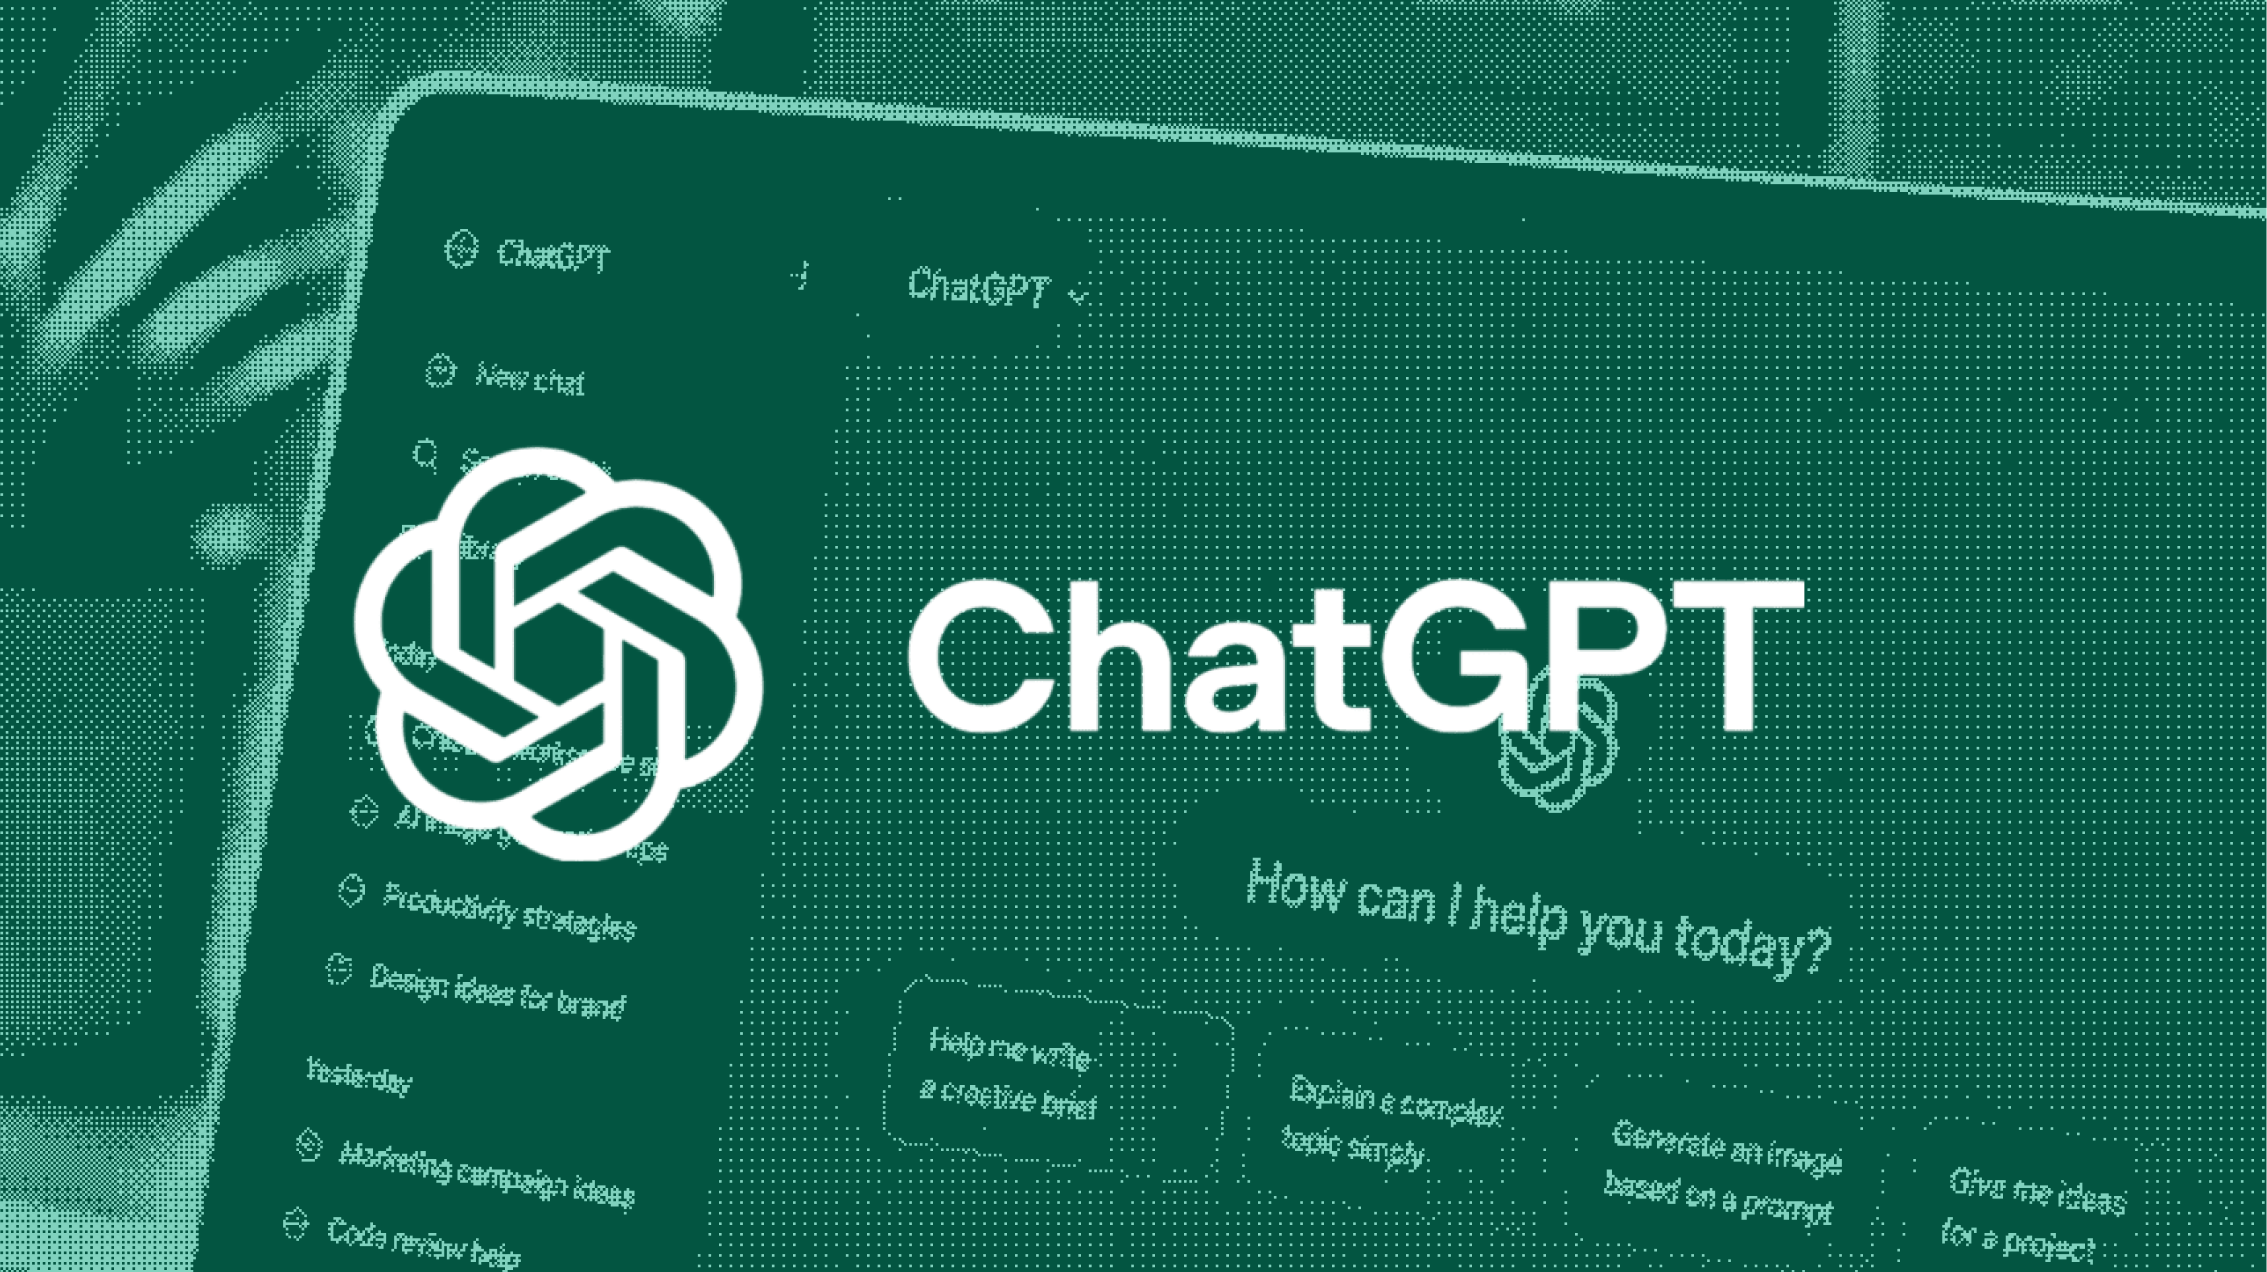 ChatGPT
ChatGPT
New chat
ChatGPT
Productivity strategies
Design ideas for brand
Yesterday
Marketing campaign ideas
Code review help
How can I help you today?
Help me write
a creative brief
Explain a complex
topic simply
Generate an image
based on a prompt
Give me ideas
for a project